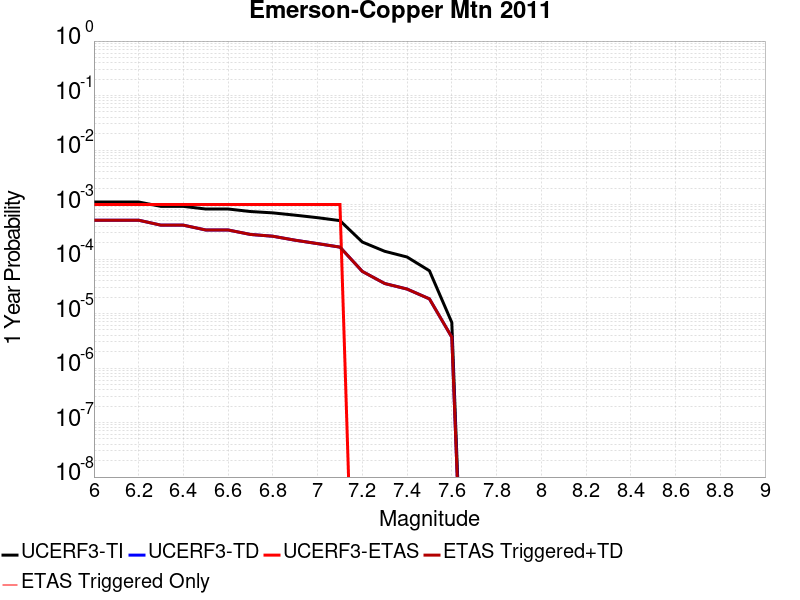 Emerson-Copper Mtn 2011
1 Year Probability
10^0
10^-1
10^-2
10^-3
10^-4
10^-5
10^-6
10^-7
10^-8
6 6.2 6.4 6.6 6.8 7 7.2 7.4 7.6 7.8 8 8.2 8.4 8.6 8.8 9
Magnitude
UCERF3-TI UCERF3-TD UCERF3-ETAS ETAS Triggered+TD
ETAS Triggered Only